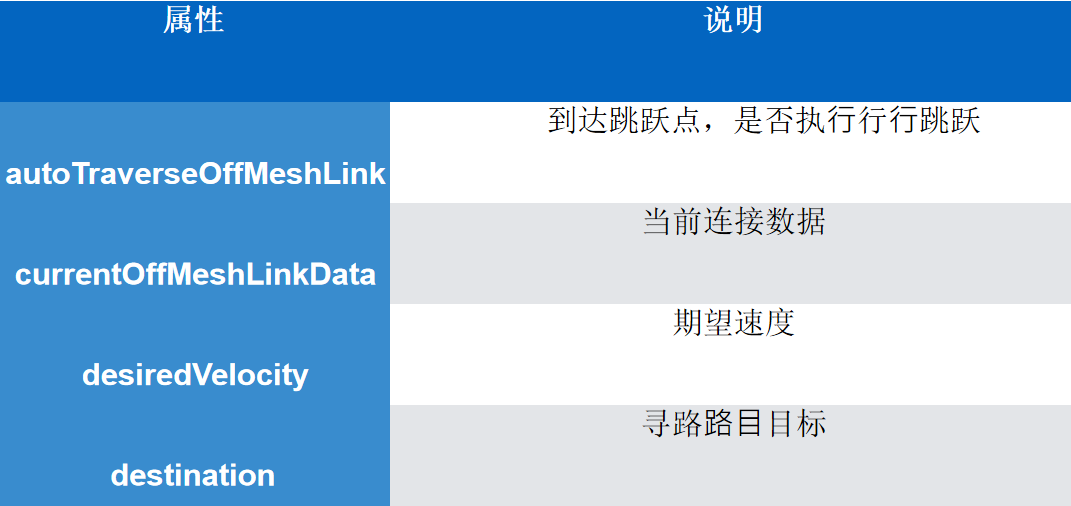 属性
说明
到达跳跃点，是否执行行行跳跃
autoTraverseOffMeshLink
当前连接数据
currentOffMeshLinkData
期望速度
desiredVelocity
寻路路目目标
destination